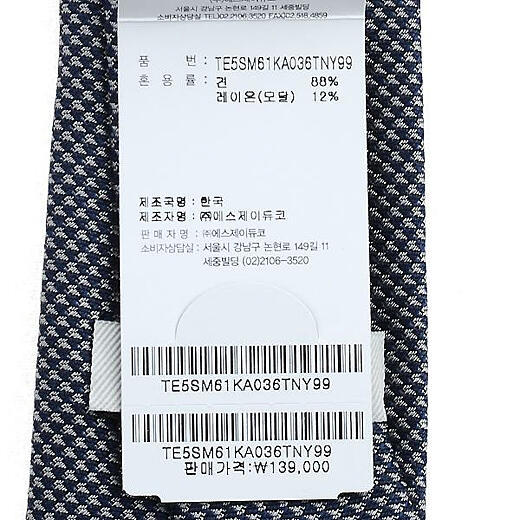 서울시 강남구 논현로 149길 11 세중빌딩
소비자상담실 TEL)02.2106-3520 FAX)02.518.4859
품 번 : TE5SM61KA036TNY99
혼 용 률 : 견 88%
레이온(모달) 12%
제조국명 : 한국
제조자명 : ㈜에스제이듀코
판 매 자 명 : ㈜에스제이듀코
소비자상담실 : 서울시 강남구 논현로 149길 11
세중빌딩 (02)2106-3520
TE5SM61KA036TNY99
TE5SM61KA036TNY99
판매가격:₩139,000